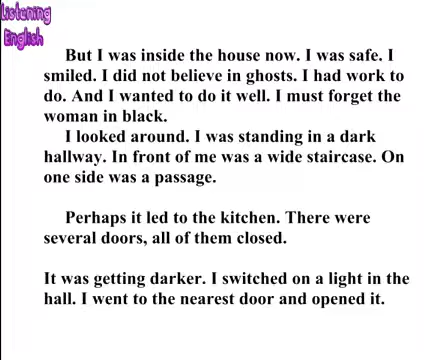 Listening
English
But I was inside the house now. I was safe. I
smiled. I did not believe in ghosts. I had work to
do. And I wanted to do it well. I must forget the
woman in black.
I looked around. I was standing in a dark
hallway. In front of me was a wide staircase. On
one side was a passage.
Perhaps it led to the kitchen. There were
several doors, all of them closed.
It was getting darker. I switched on a light in the
hall. I went to the nearest door and opened it.